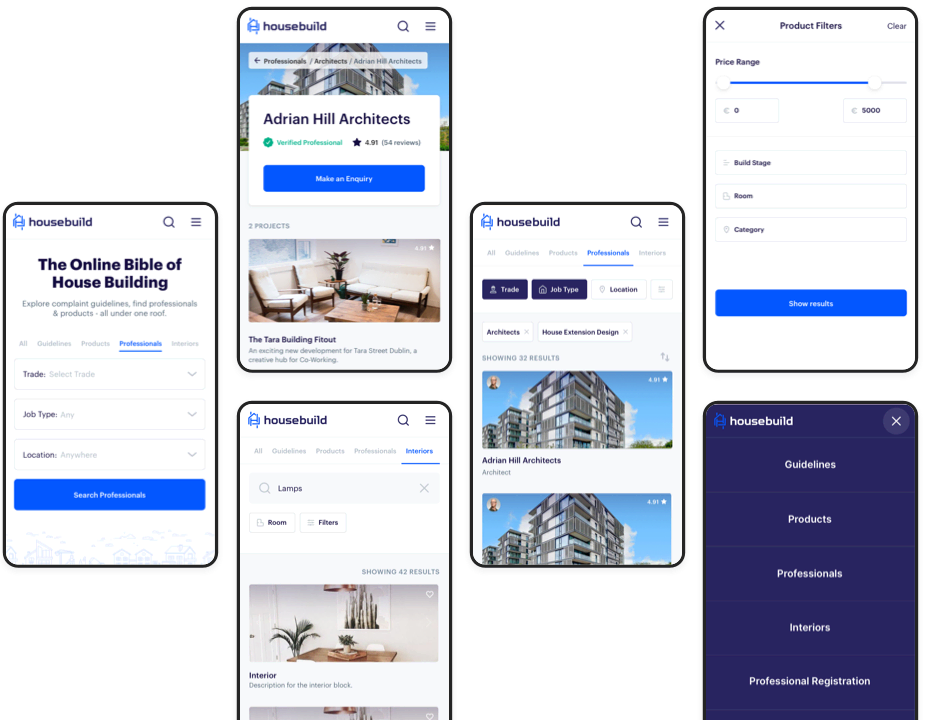 housebuild
The Online Bible of
House Building
Explore complaint guidelines, find professionals
& products - all under one roof.
All Guidelines Products Professionals Interiors
Trade: Select Trade
Job Type: Any
Location: Anywhere
Search Professionals
housebuild
← Professionals / Architects / Adrian Hill Architects
Adrian Hill Architects
Verified Professional ★ 4.91 (54 reviews)
Make an Enquiry
2 PROJECTS
4.91 ★
The Tara Building Fitout
An exciting new development for Tara Street Dublin, a
creative hub for Co-Working.
housebuild
All Guidelines Products Professionals Interiors
Lamps
Room Filters
SHOWING 42 RESULTS
Interior
Description for the interior block.
housebuild
All Guidelines Products Professionals Interiors
Trade Job Type Location
Architects × House Extension Design ×
SHOWING 32 RESULTS
4.91 ★
Adrian Hill Architects
Architect
4.91 ★
Product Filters Clear
Price Range
€ 0 € 5000
Build Stage
Room
Category
Show results
housebuild
Guidelines
Products
Professionals
Interiors
Professional Registration